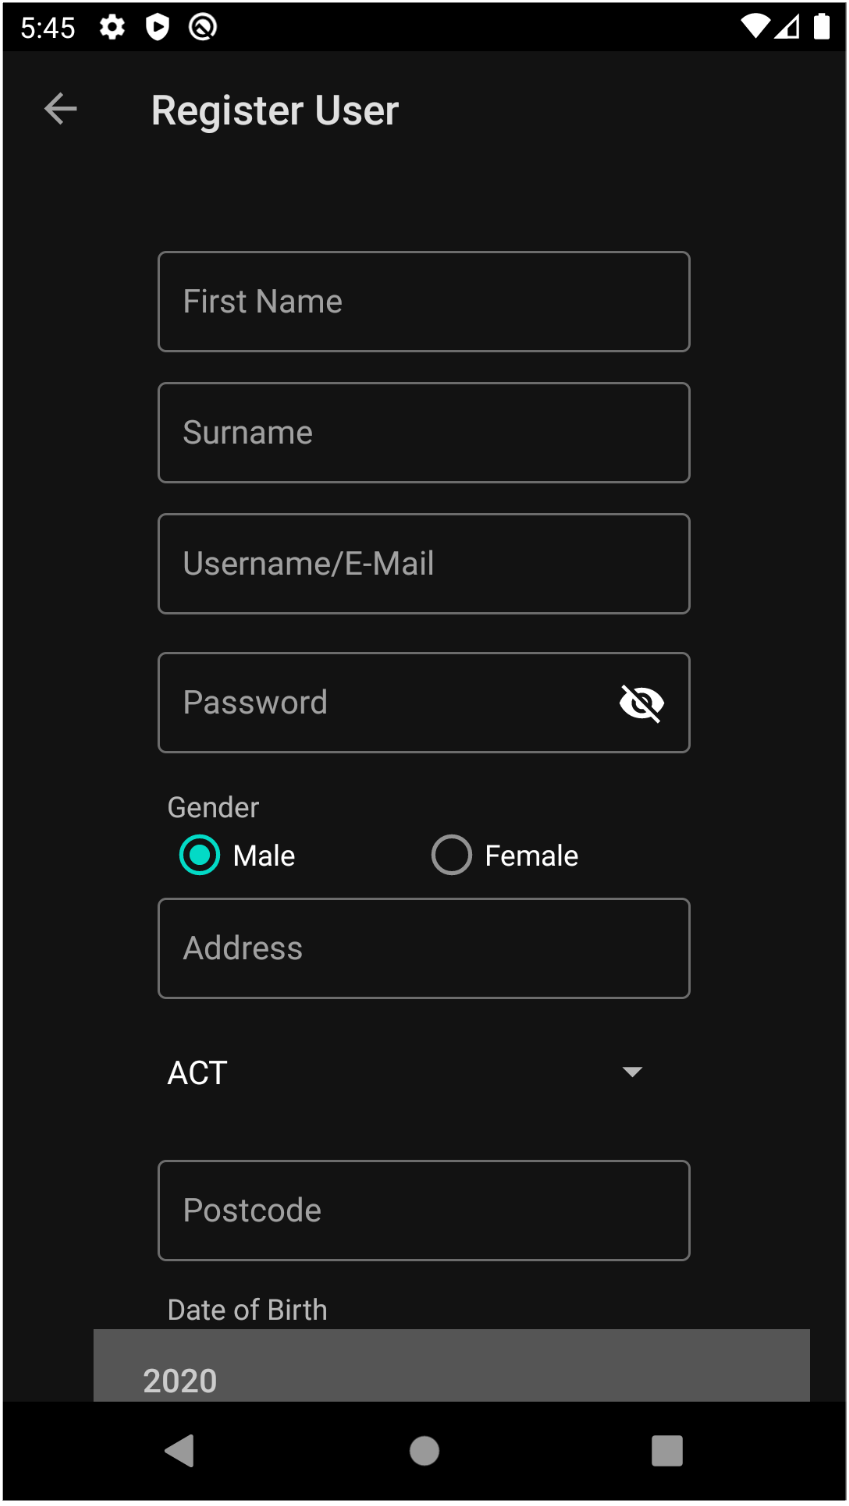 5:45
Register User
First Name
Surname
Username/E-Mail
Password
Gender
Male Female
Address
ACT
Postcode
Date of Birth
2020